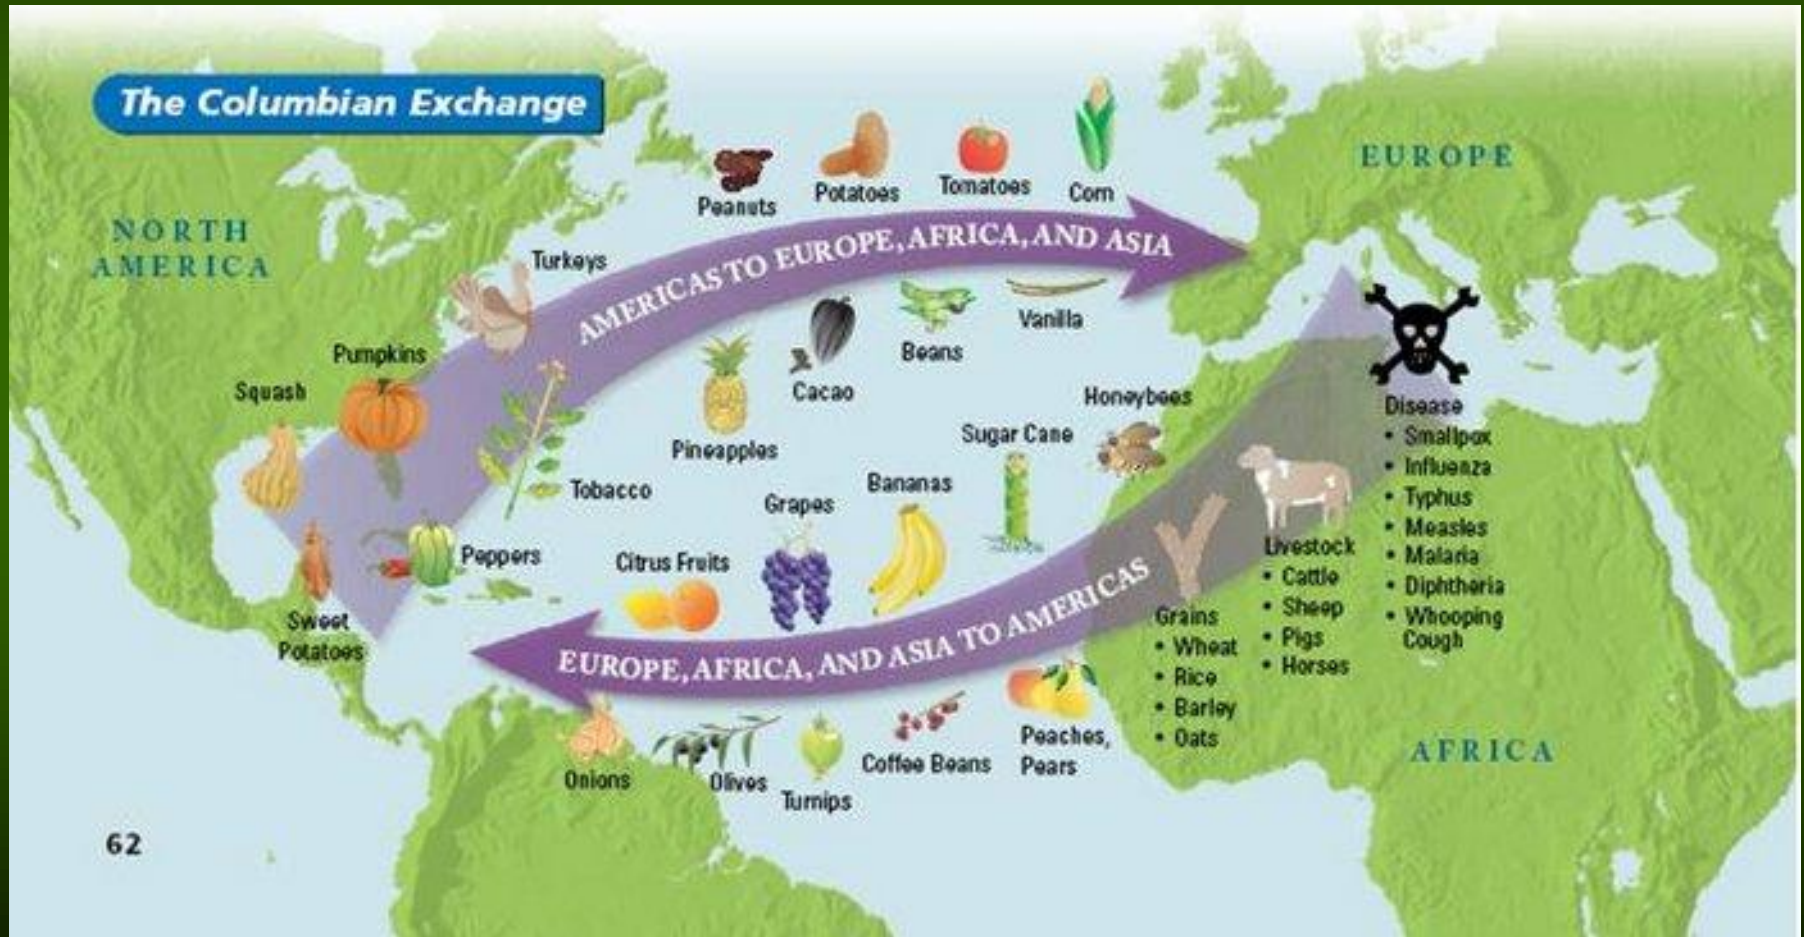 The Columbian Exchange
NORTH
AMERICA
EUROPE
AFRICA
Peanuts
Potatoes
Tomatoes
Corn
AMERICAS TO EUROPE, AFRICA, AND ASIA
Turkeys
Pumpkins
Squash
Tobacco
Peppers
Sweet
Potatoes
Pineapples
Cacao
Beans
Vanilla
Honeybees
Sugar Cane
Bananas
Grapes
Citrus Fruits
EUROPE, AFRICA, AND ASIA TO AMERICAS
Onions
Olives
Turnips
Coffee Beans
Peaches,
Pears
Grains
• Wheat
• Rice
• Barley
• Oats
Livestock
• Cattle
• Sheep
• Pigs
• Horses
Disease
• Smallpox
• Influenza
• Typhus
• Measles
• Malaria
• Diphtheria
• Whooping
Cough
62